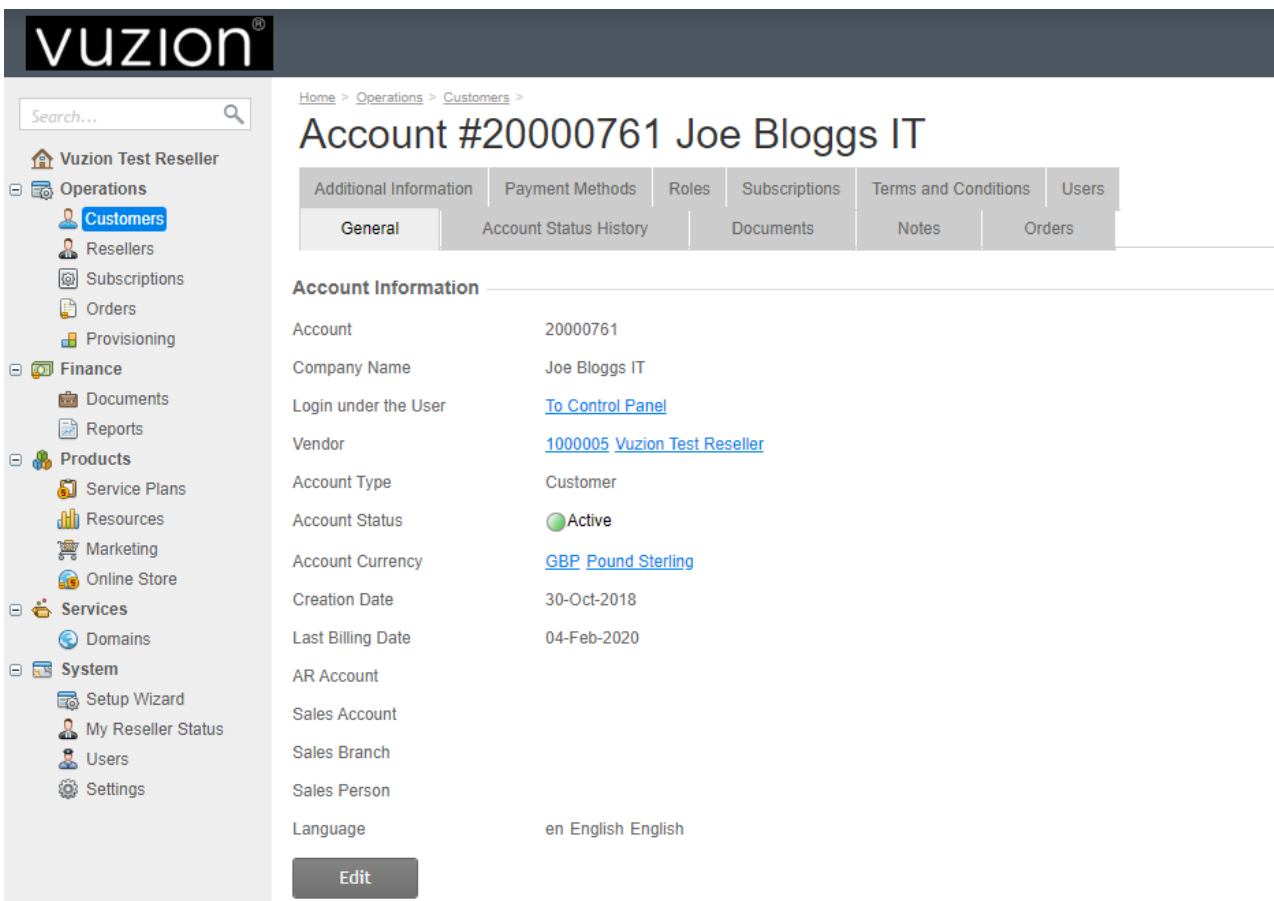 vuzion®
Search...
Vuzion Test Reseller
Operations
Customers
Resellers
Subscriptions
Orders
Provisioning
Finance
Documents
Reports
Products
Service Plans
Resources
Marketing
Online Store
Services
Domains
System
Setup Wizard
My Reseller Status
Users
Settings
Home > Operations > Customers >
Account #20000761 Joe Bloggs IT
Additional Information Payment Methods Roles Subscriptions Terms and Conditions Users
General Account Status History Documents Notes Orders
Account Information
Account 20000761
Company Name Joe Bloggs IT
Login under the User To Control Panel
Vendor 1000005 Vuzion Test Reseller
Account Type Customer
Account Status Active
Account Currency GBP Pound Sterling
Creation Date 30-Oct-2018
Last Billing Date 04-Feb-2020
AR Account
Sales Account
Sales Branch
Sales Person
Language en English English
Edit